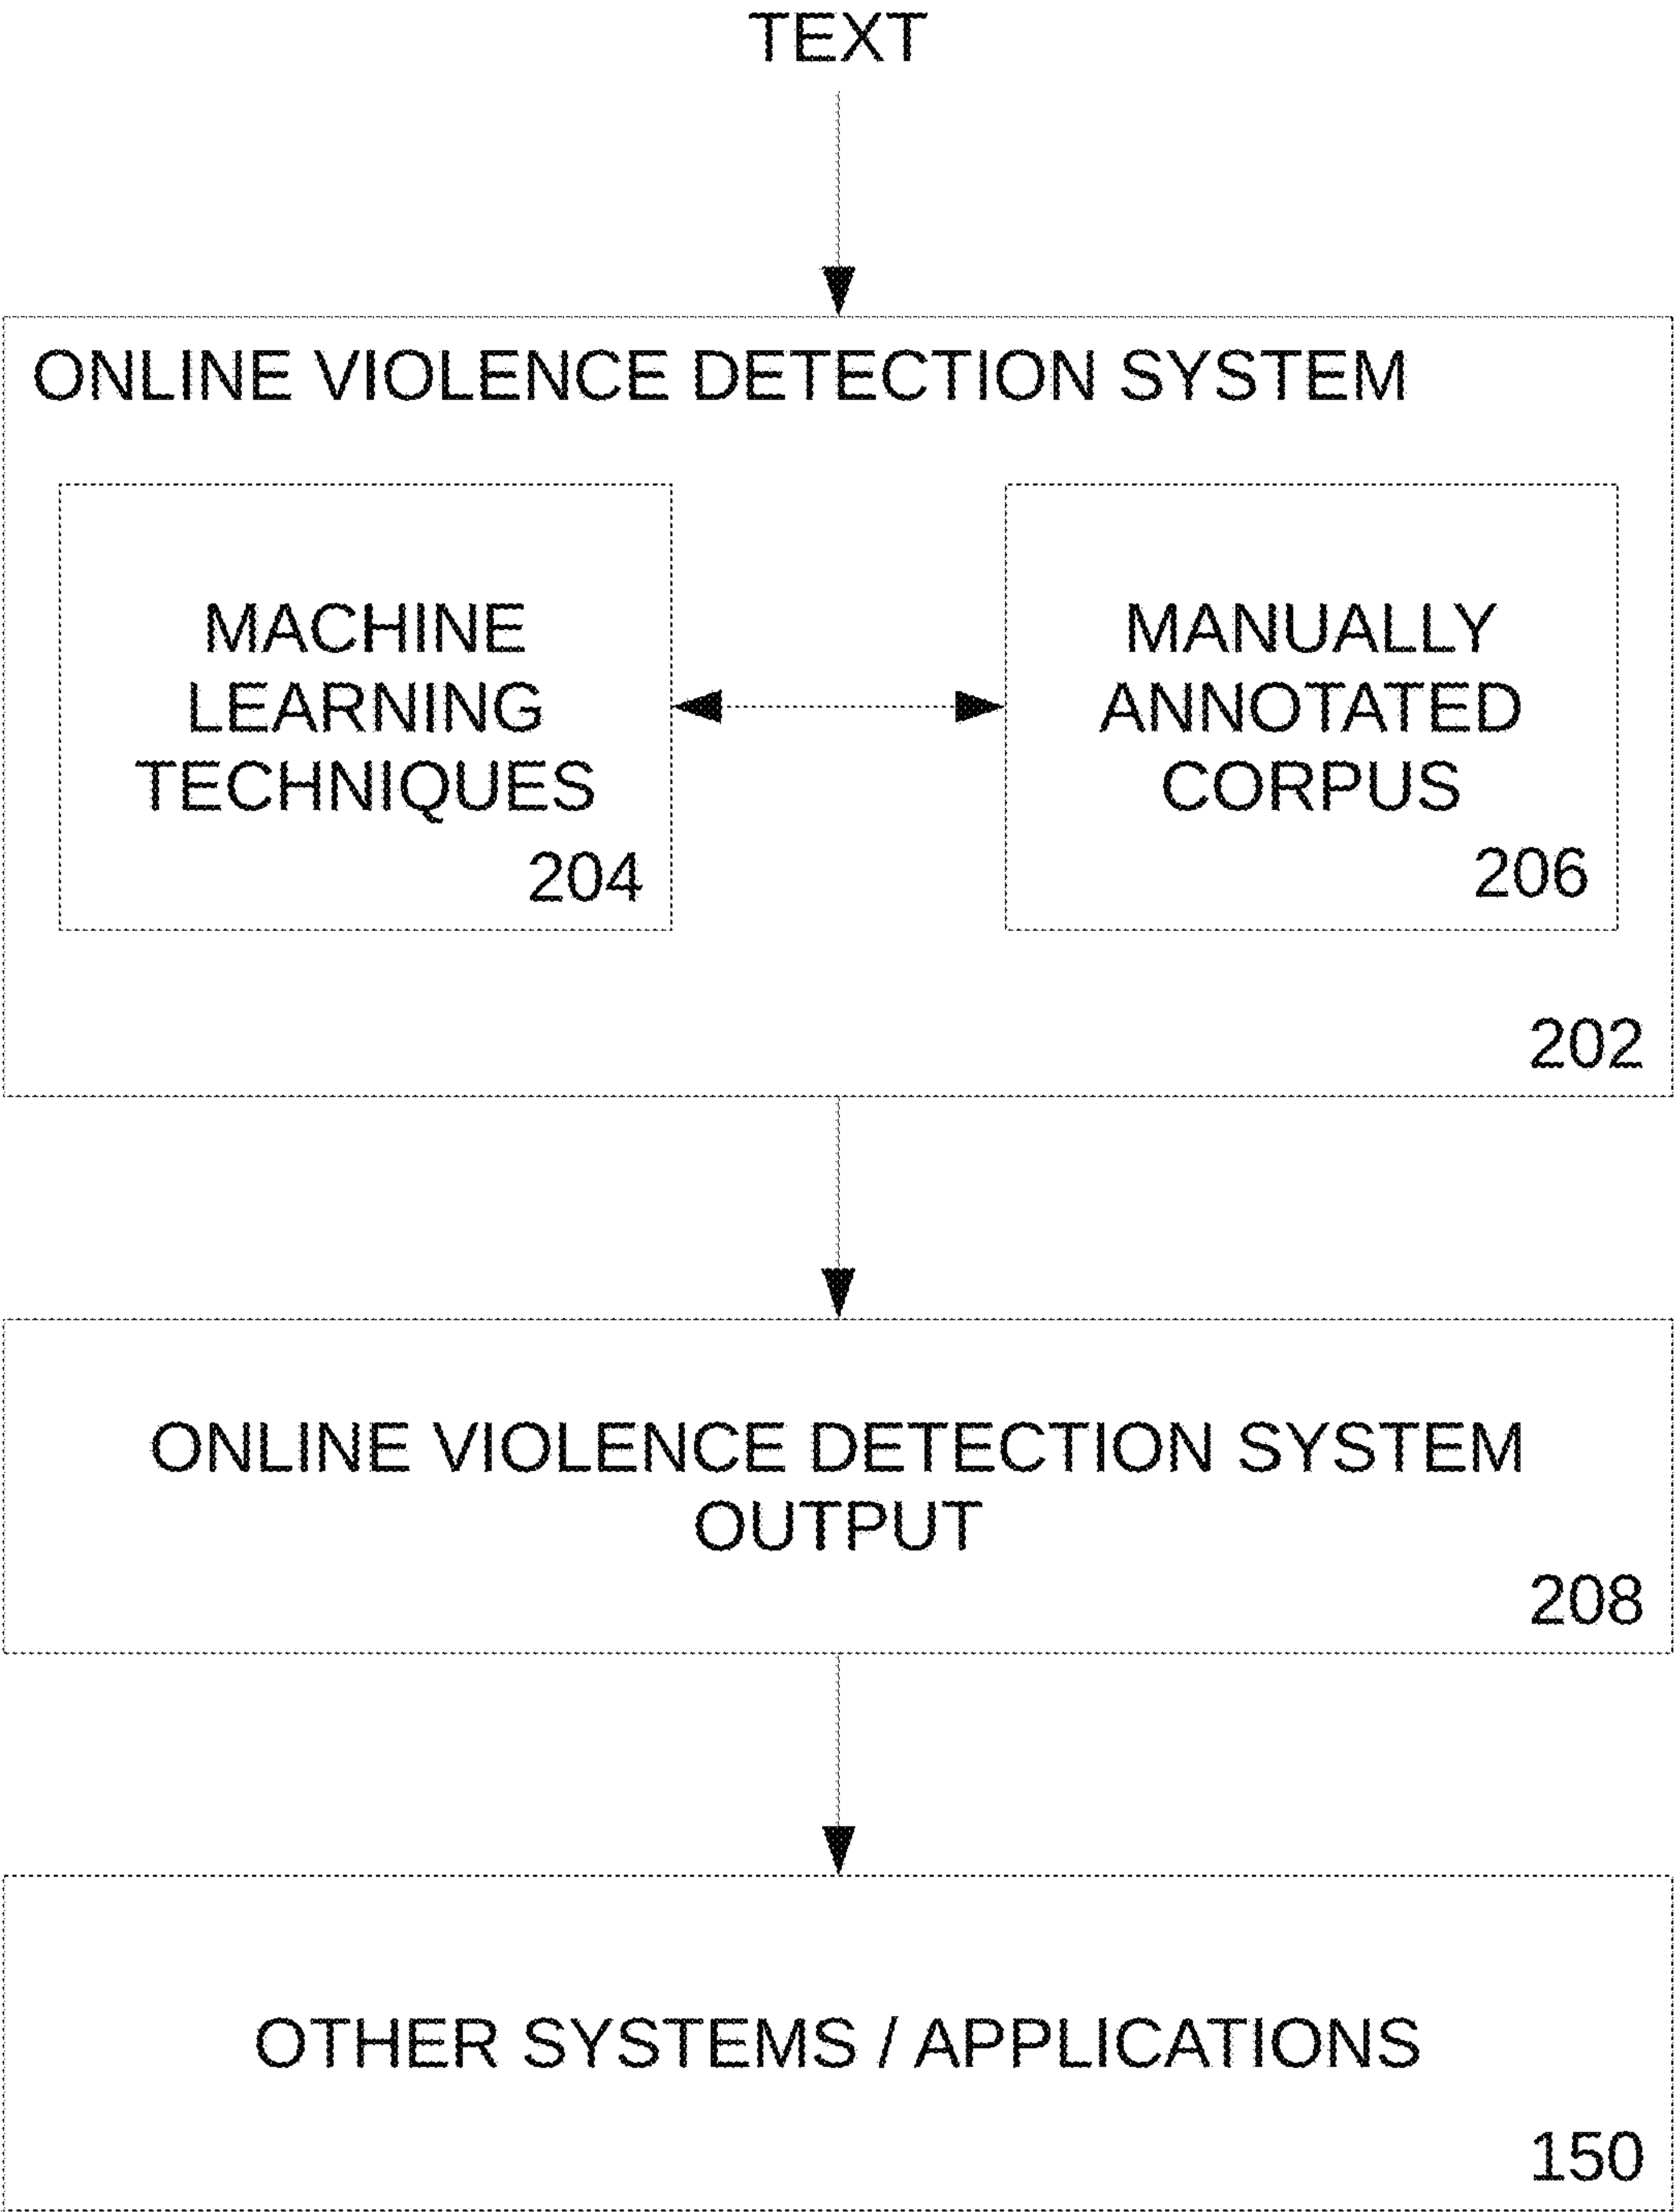 TEXT
ONLINE VIOLENCE DETECTION SYSTEM
MACHINE
LEARNING
TECHNIQUES
204
MANUALLY
ANNOTATED
CORPUS
206
202
ONLINE VIOLENCE DETECTION SYSTEM
OUTPUT
208
OTHER SYSTEMS / APPLICATIONS
150